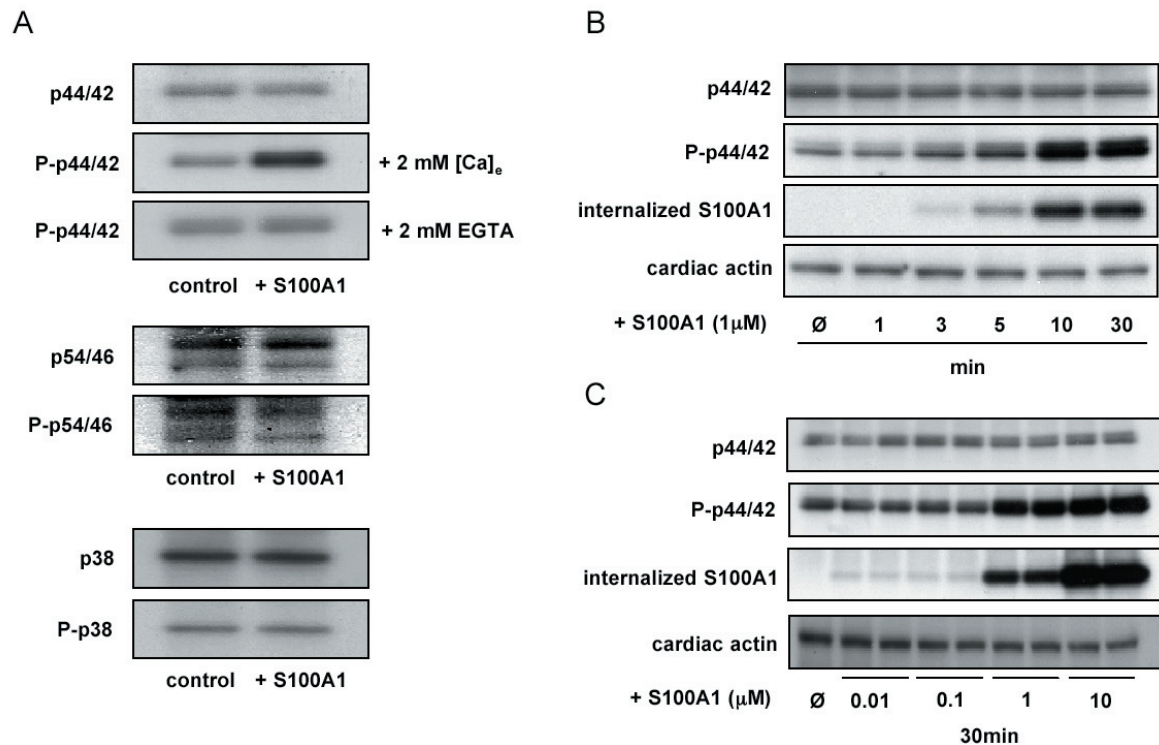 A
p44/42
P-p44/42 + 2 mM [Ca]e
P-p44/42 + 2 mM EGTA
control + S100A1
p54/46
P-p54/46
control + S100A1
p38
P-p38
control + S100A1
B
p44/42
P-p44/42
internalized S100A1
cardiac actin
+ S100A1 (1µM) Ø 1 3 5 10 30
min
C
p44/42
P-p44/42
internalized S100A1
cardiac actin
+ S100A1 (µM) Ø 0.01 0.1 1 10
30min